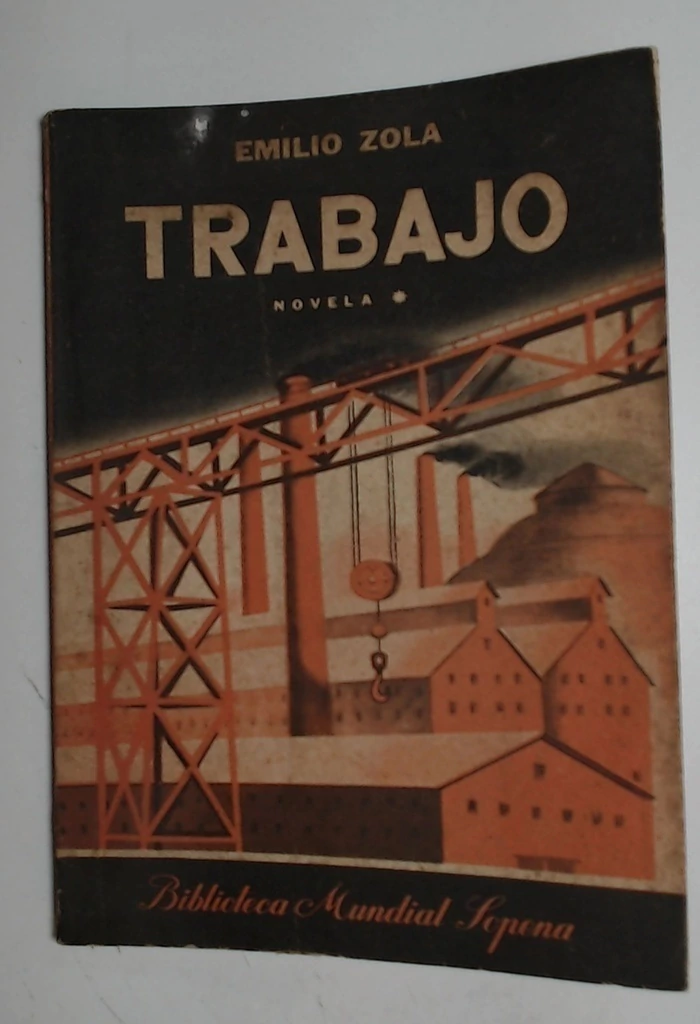 EMILIO ZOLA
TRABAJO
NOVELA *
Biblioteca Mundial Sopena